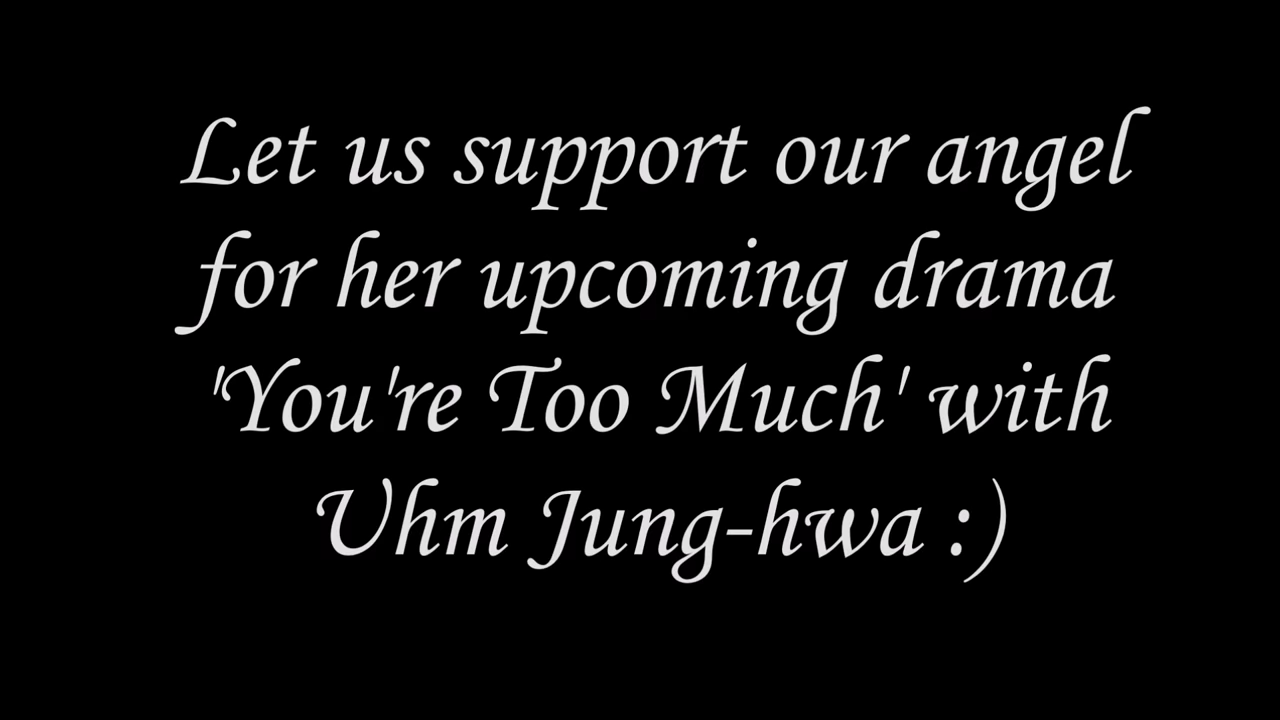 Let us support our angel
for her upcoming drama
'You're Too Much' with
Uhm Jung-hwa :)